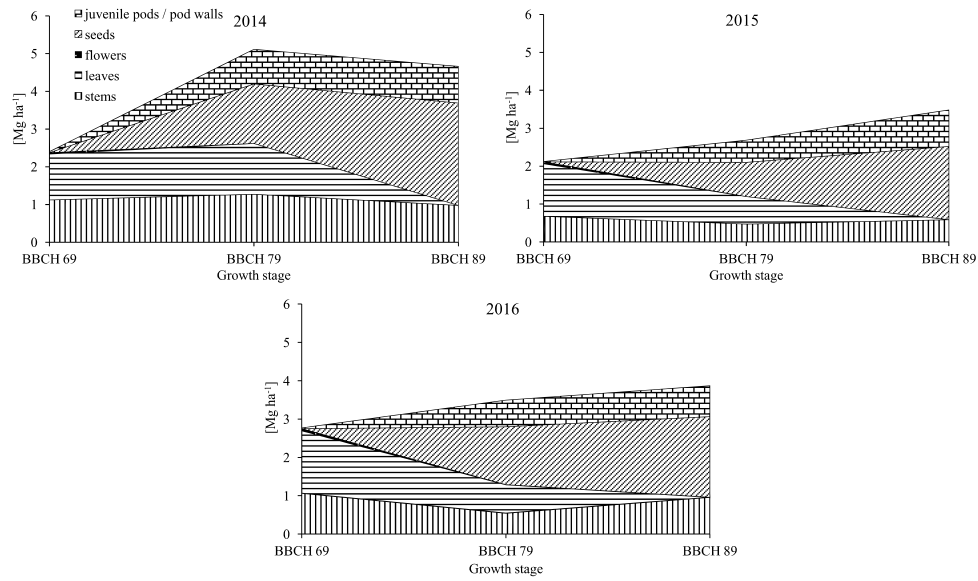 2014
juvenile pods / pod walls
seeds
flowers
leaves
stems
[Mg ha⁻¹]
6
5
4
3
2
1
0
BBCH 69
BBCH 79
BBCH 89
Growth stage
2015
[Mg ha⁻¹]
6
5
4
3
2
1
0
BBCH 69
BBCH 79
BBCH 89
Growth stage
2016
[Mg ha⁻¹]
6
5
4
3
2
1
0
BBCH 69
BBCH 79
BBCH 89
Growth stage